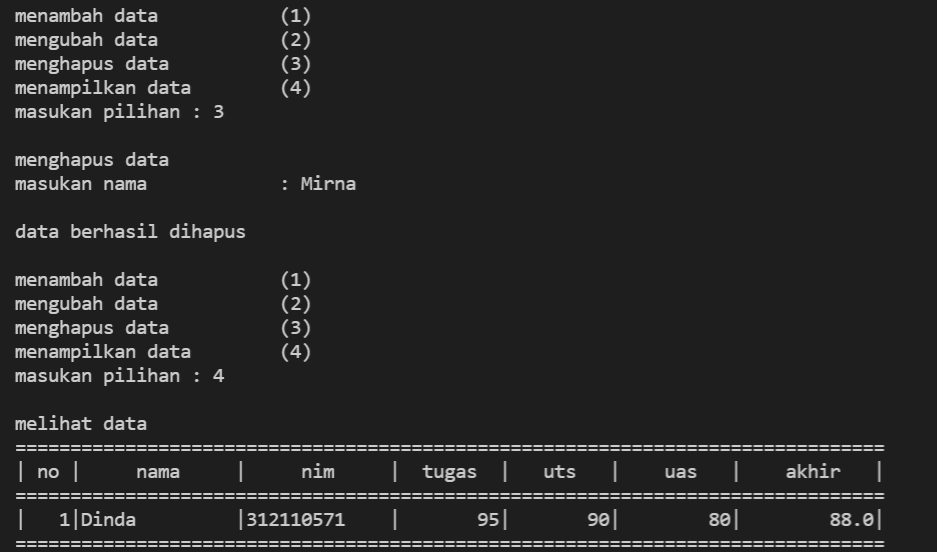 menambah data (1)
mengubah data (2)
menghapus data (3)
menampilkan data (4)
masukan pilihan : 3
menghapus data
masukan nama : Mirna
data berhasil dihapus
menambah data (1)
mengubah data (2)
menghapus data (3)
menampilkan data (4)
masukan pilihan : 4
melihat data
===============================================================================
| no | nama | nim | tugas | uts | uas | akhir |
===============================================================================
| 1|Dinda |312110571 | 95| 90| 80| 88.0|
===============================================================================